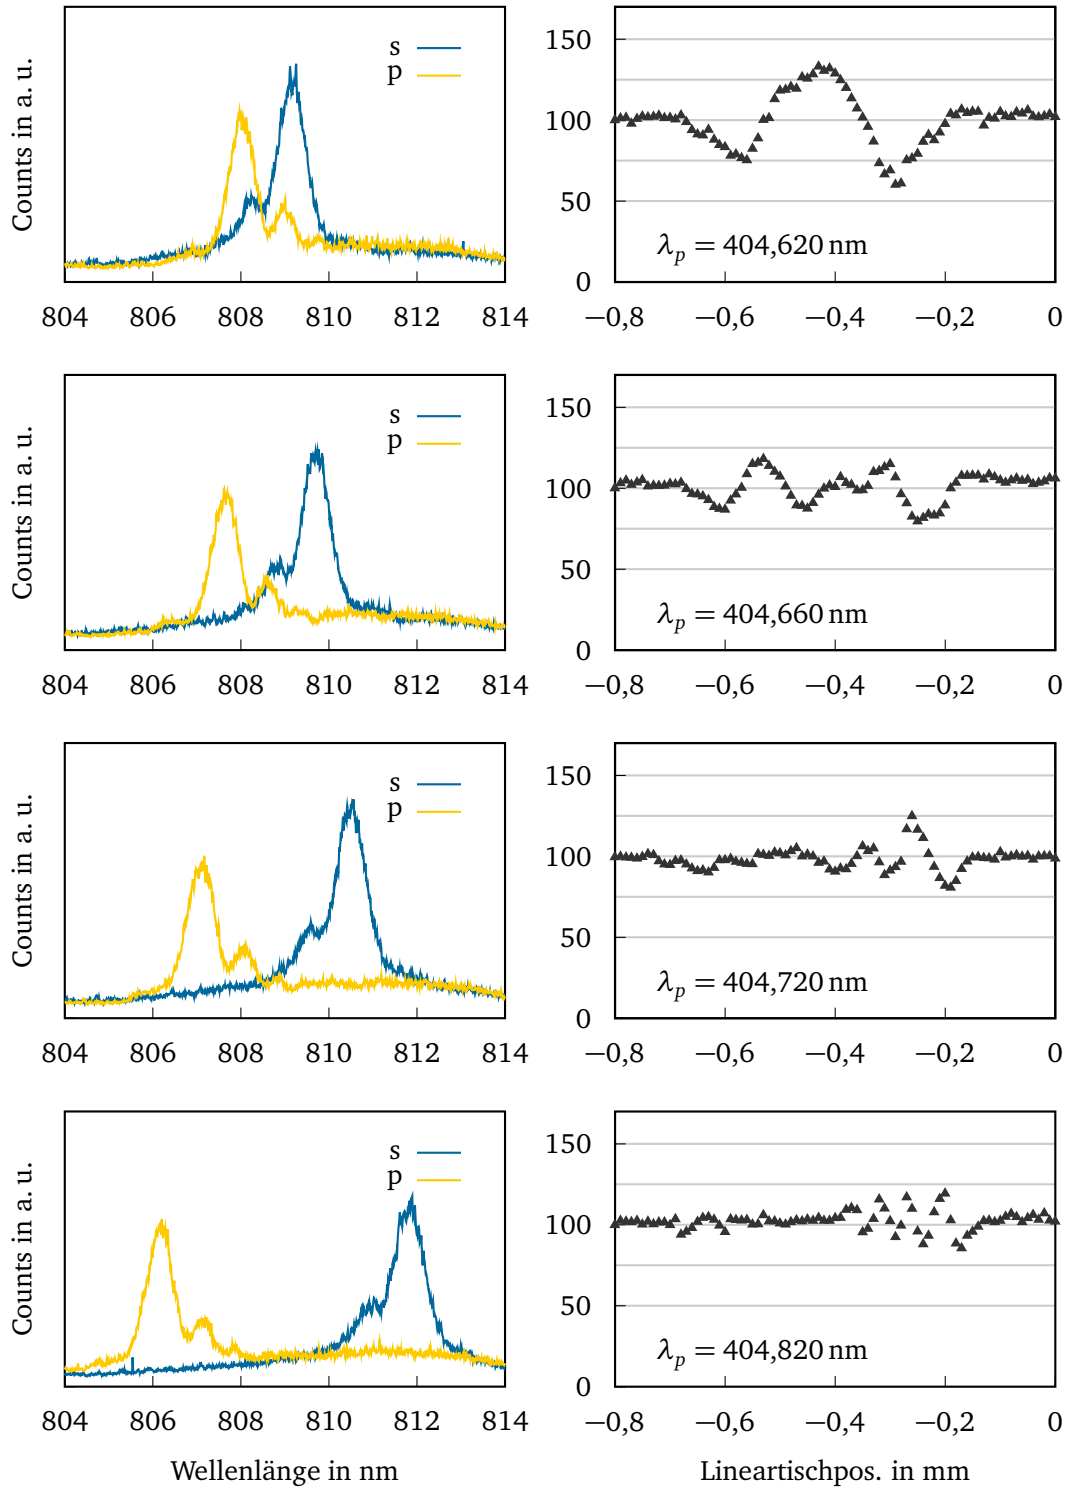 Counts in a. u.
s
p
804 806 808 810 812 814
150
100
50
0
λp = 404,620 nm
−0,8 −0,6 −0,4 −0,2 0
Counts in a. u.
s
p
804 806 808 810 812 814
150
100
50
0
λp = 404,660 nm
−0,8 −0,6 −0,4 −0,2 0
Counts in a. u.
s
p
804 806 808 810 812 814
150
100
50
0
λp = 404,720 nm
−0,8 −0,6 −0,4 −0,2 0
Counts in a. u.
s
p
804 806 808 810 812 814
Wellenlänge in nm
150
100
50
0
λp = 404,820 nm
−0,8 −0,6 −0,4 −0,2 0
Lineartischpos. in mm